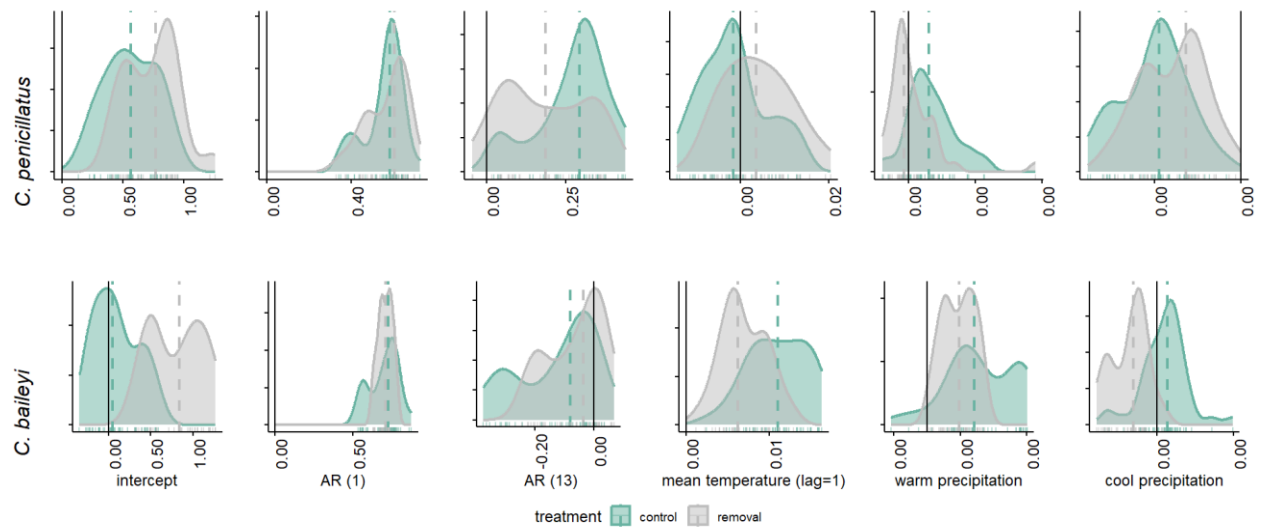 C. penicillatus
0.00 0.50 1.00
0.00 0.40
0.00 0.25
0.00 0.02
0.00 0.00 0.00
0.00 0.00
C. baileyi
0.00 0.50 1.00
0.00 0.50
-0.20 0.00
0.00 0.01
0.00 0.00 0.00
0.00 0.00
intercept AR (1) AR (13) mean temperature (lag=1) warm precipitation cool precipitation
treatment control removal